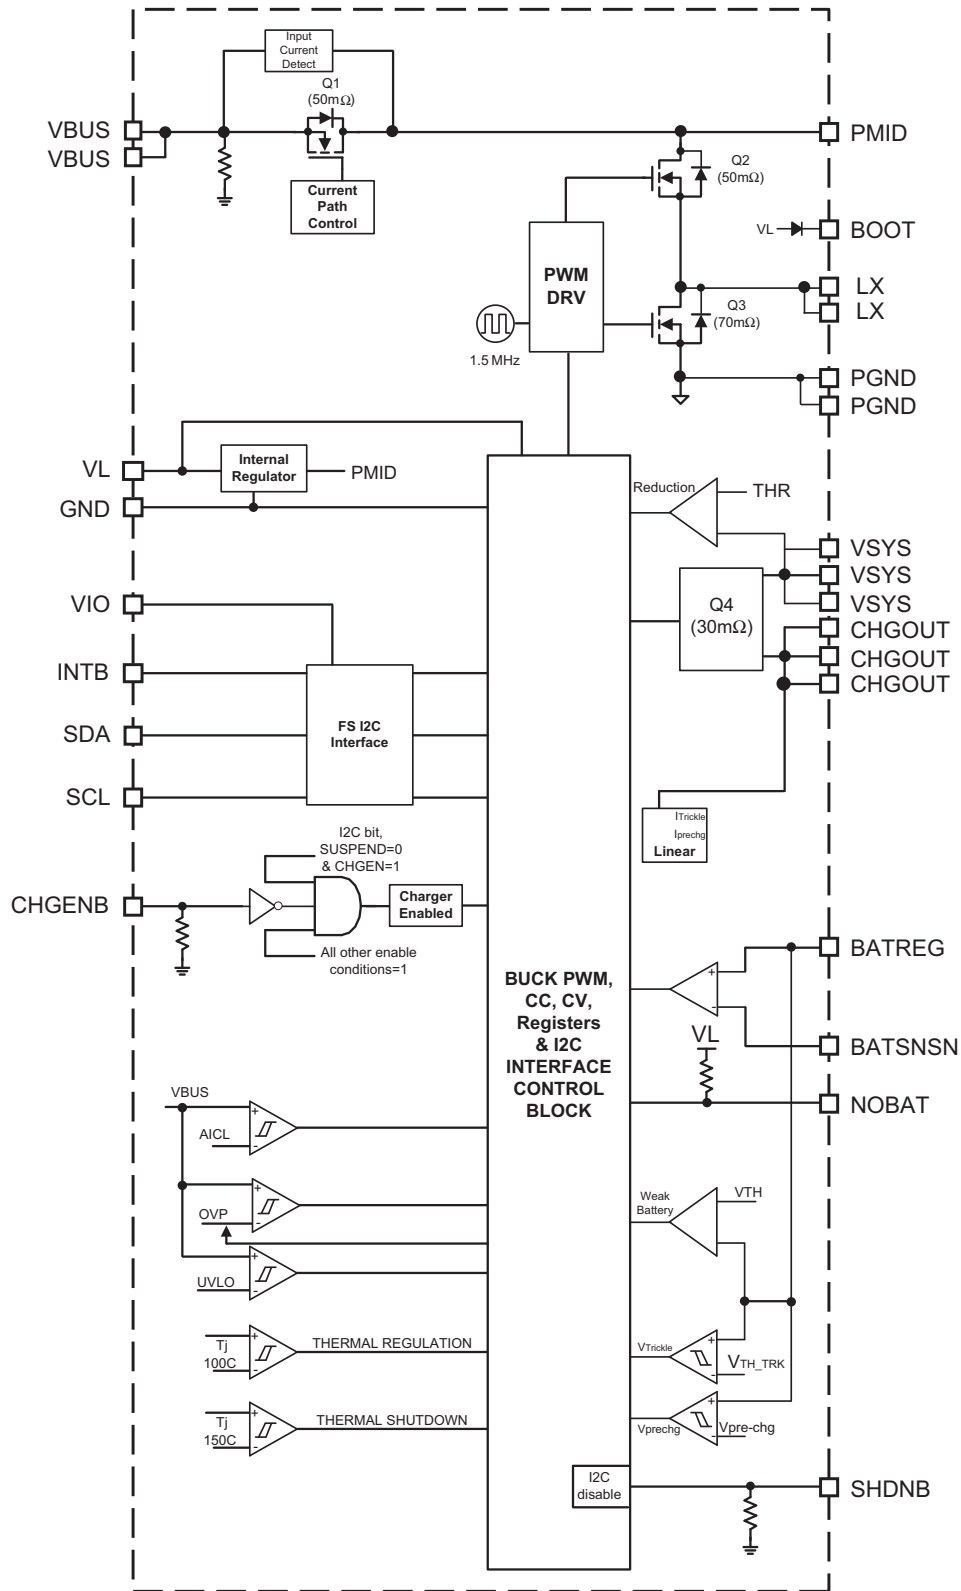 Input
Current
Detect
Q1
(50mΩ)
VBUS
VBUS
PMID
Current
Path
Control
Q2
(50mΩ)
VL
BOOT
PWM
DRV
LX
LX
Q3
(70mΩ)
1.5 MHz
PGND
PGND
VL
Internal
Regulator
PMID
GND
Reduction
THR
VSYS
VSYS
VSYS
Q4
(30mΩ)
CHGOUT
CHGOUT
CHGOUT
VIO
INTB
SDA
SCL
FS I2C
Interface
ITrickle
Iprechg
Linear
I2C bit,
SUSPEND=0
& CHGEN=1
CHGENB
Charger
Enabled
All other enable
conditions=1
BUCK PWM,
CC, CV,
Registers
& I2C
INTERFACE
CONTROL
BLOCK
+
-
BATREG
BATSNSN
VL
NOBAT
VBUS
+
AICL
-
+
OVP
-
+
UVLO
-
Weak
Battery
VTH
+
Tj
100C
-
THERMAL REGULATION
VTrickle
+
-
VTH_TRK
+
Tj
150C
-
THERMAL SHUTDOWN
Vprechg
+
-
Vpre-chg
I2C
disable
SHDNB